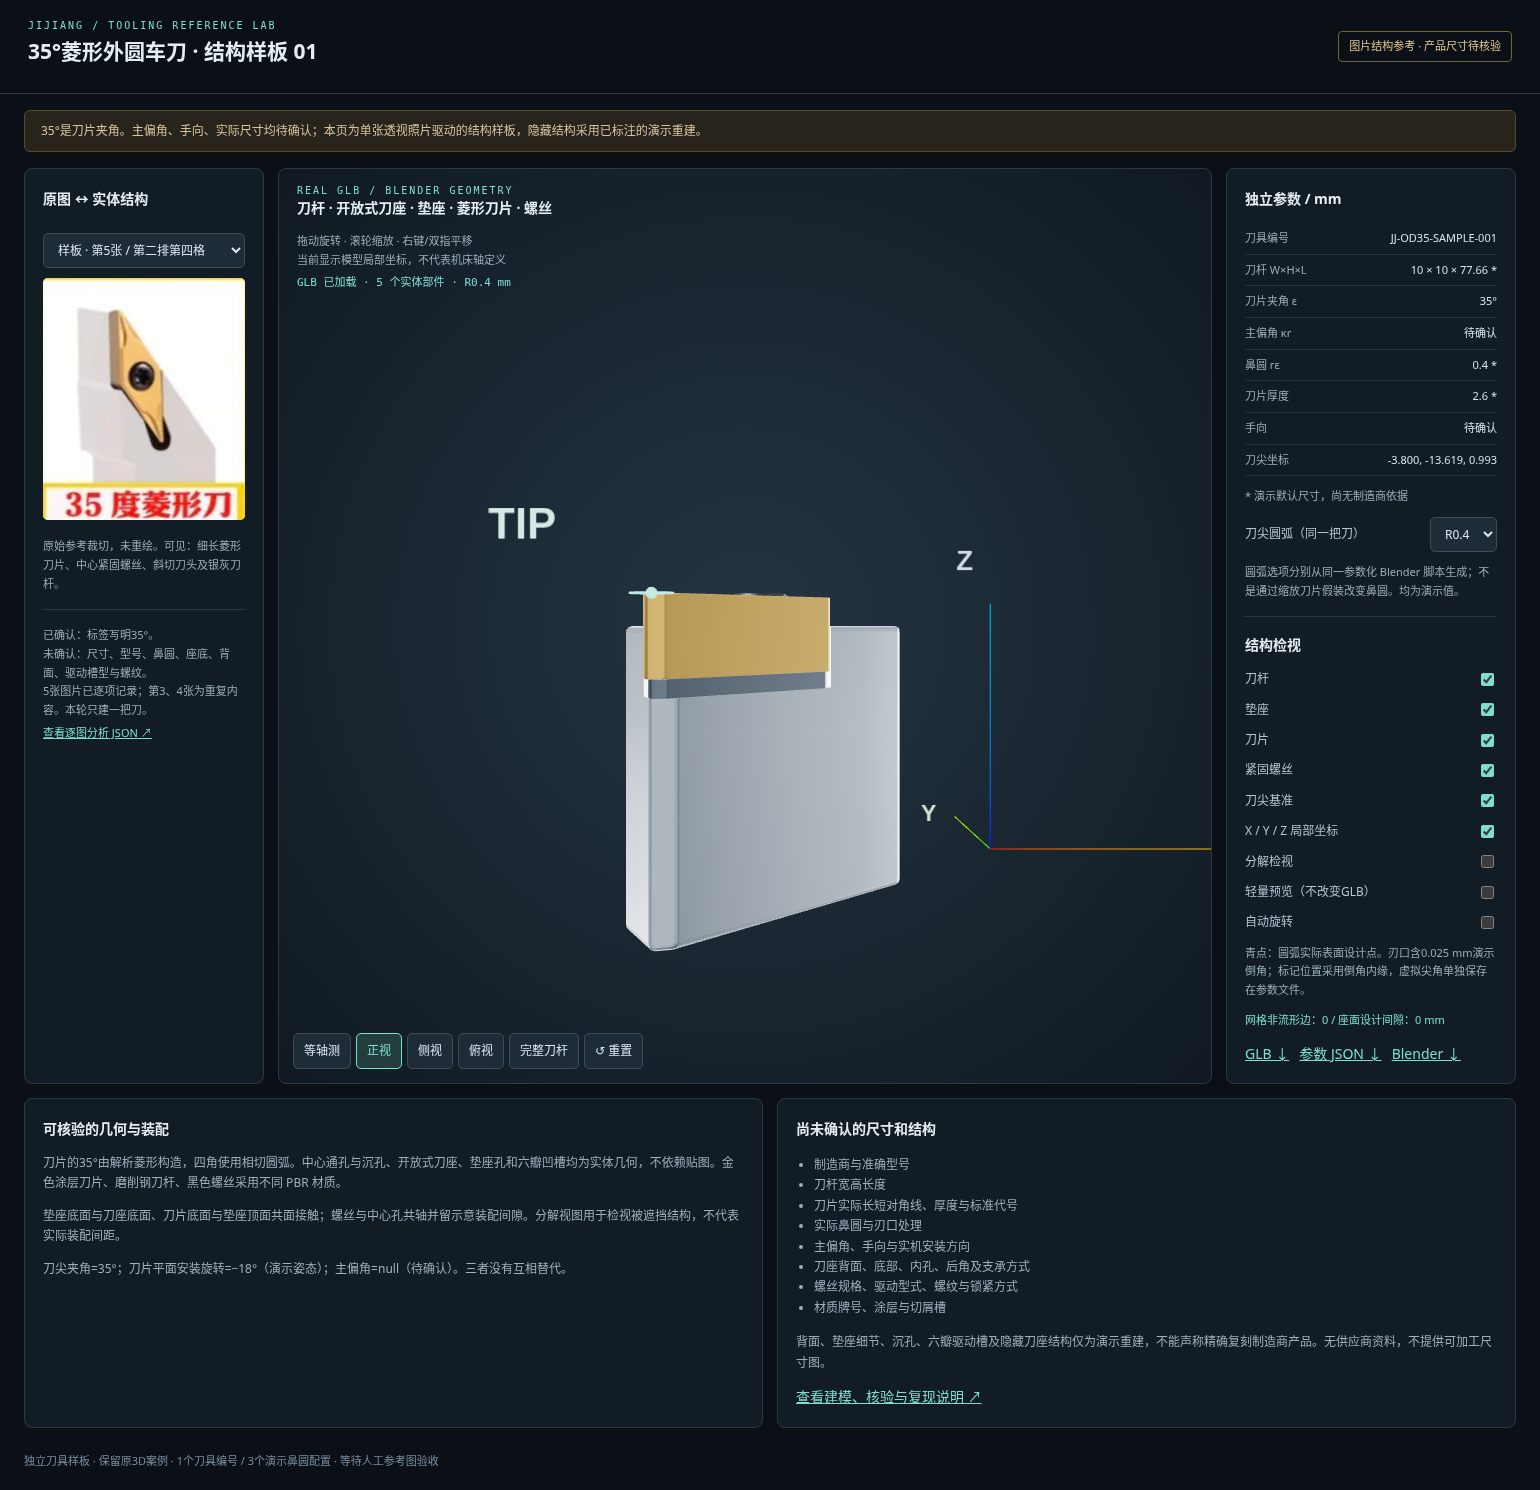 JIJIANG / TOOLING REFERENCE LAB
35°菱形外圆车刀 · 结构样板 01
图片结构参考 · 产品尺寸待核验
35°是刀片夹角。主偏角、手向、实际尺寸均待确认；本页为单张透视照片驱动的结构样板，隐藏结构采用已标注的演示重建。
原图 ↔ 实体结构
样板 · 第5张 / 第二排第四格
35 度菱形刀
原始参考裁切，未重绘。可见：细长菱形
刀片、中心紧固螺丝、斜切刀头及银灰刀
杆。
已确认：标签写明35°。
未确认：尺寸、型号、鼻圆、座底、背
面、驱动槽型与螺纹。
5张图片已逐项记录；第3、4张为重复内
容。本轮只建一把刀。
查看逐图分析 JSON ↗
REAL GLB / BLENDER GEOMETRY
刀杆 · 开放式刀座 · 垫座 · 菱形刀片 · 螺丝
拖动旋转 · 滚轮缩放 · 右键/双指平移
当前显示模型局部坐标，不代表机床轴定义
GLB 已加载 · 5 个实体部件 · R0.4 mm
TIP
Z
Y
等轴测
正视
侧视
俯视
完整刀杆
↺ 重置
独立参数 / mm
刀具编号 JJ-OD35-SAMPLE-001
刀杆 W×H×L 10 × 10 × 77.66 *
刀片夹角 ε 35°
主偏角 κr 待确认
鼻圆 rε 0.4 *
刀片厚度 2.6 *
手向 待确认
刀尖坐标 -3.800, -13.619, 0.993
* 演示默认尺寸，尚无制造商依据
刀尖圆弧（同一把刀） R0.4
圆弧选项分别从同一参数化 Blender 脚本生成；不
是通过缩放刀片假装改变鼻圆。均为演示值。
结构检视
刀杆
垫座
刀片
紧固螺丝
刀尖基准
X / Y / Z 局部坐标
分解检视
轻量预览（不改变GLB）
自动旋转
青点：圆弧实际表面设计点。刃口含0.025 mm演示
倒角；标记位置采用倒角内缘，虚拟尖角单独保存
在参数文件。
网格非流形边：0 / 座面设计间隙：0 mm
GLB ↓ 参数 JSON ↓ Blender ↓
可核验的几何与装配
刀片的35°由解析菱形构造，四角使用相切圆弧。中心通孔与沉孔、开放式刀座、垫座孔和六瓣凹槽均为实体几何，不依赖贴图。金
色涂层刀片、磨削钢刀杆、黑色螺丝采用不同 PBR 材质。
垫座底面与刀座底面、刀片底面与垫座顶面共面接触；螺丝与中心孔共轴并留示意装配间隙。分解视图用于检视被遮挡结构，不代表
实际装配间距。
刀尖夹角=35°；刀片平面安装旋转=−18°（演示姿态）；主偏角=null（待确认）。三者没有互相替代。
尚未确认的尺寸和结构
• 制造商与准确型号
• 刀杆宽高长度
• 刀片实际长短对角线、厚度与标准代号
• 实际鼻圆与刃口处理
• 主偏角、手向与实机安装方向
• 刀座背面、底部、内孔、后角及支承方式
• 螺丝规格、驱动型式、螺纹与锁紧方式
• 材质牌号、涂层与切屑槽
背面、垫座细节、沉孔、六瓣驱动槽及隐藏刀座结构仅为演示重建，不能声称精确复刻制造商产品。无供应商资料，不提供可加工尺
寸图。
查看建模、核验与复现说明 ↗
独立刀具样板 · 保留原3D案例 · 1个刀具编号 / 3个演示鼻圆配置 · 等待人工参考图验收